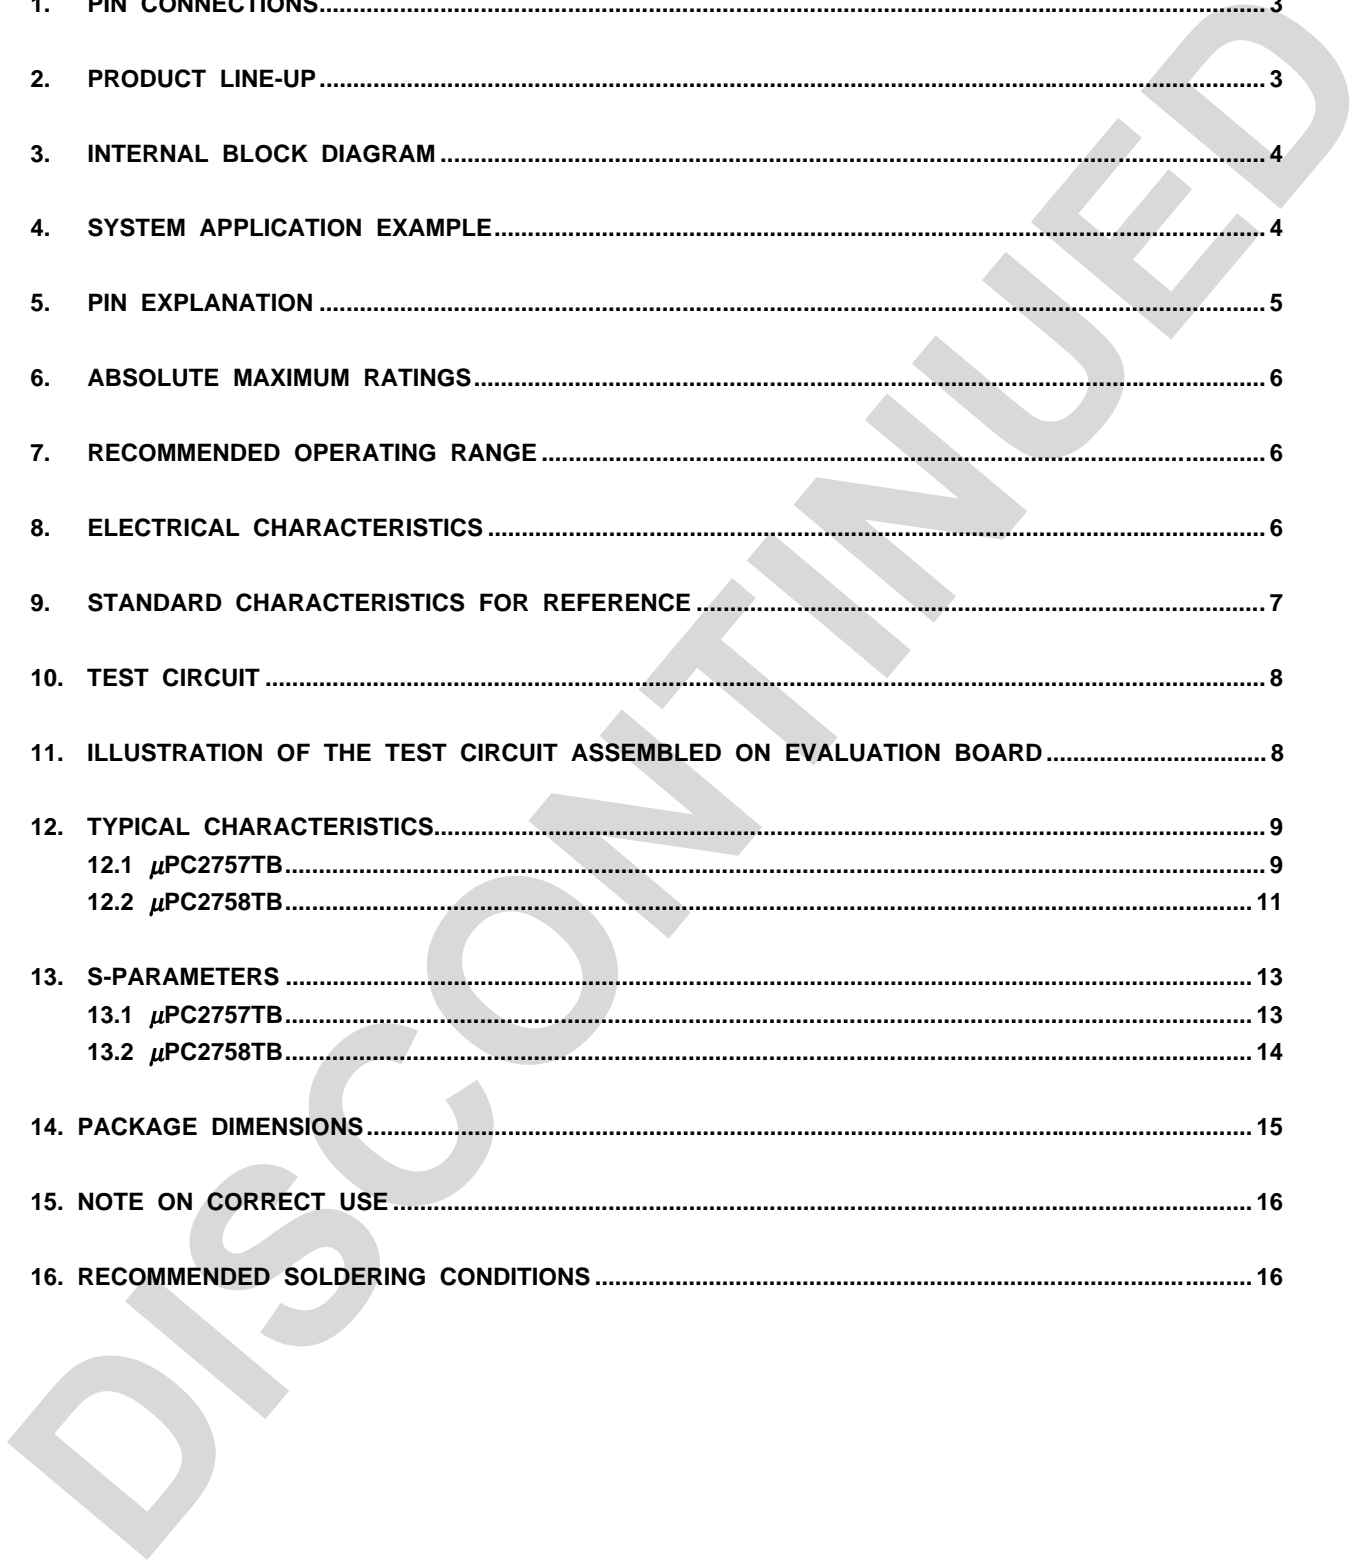 1. PIN CONNECTIONS........................................................................ 3
2. PRODUCT LINE-UP........................................................................ 3
3. INTERNAL BLOCK DIAGRAM........................................................................ 4
4. SYSTEM APPLICATION EXAMPLE........................................................................ 4
5. PIN EXPLANATION........................................................................ 5
6. ABSOLUTE MAXIMUM RATINGS........................................................................ 6
7. RECOMMENDED OPERATING RANGE........................................................................ 6
8. ELECTRICAL CHARACTERISTICS........................................................................ 6
9. STANDARD CHARACTERISTICS FOR REFERENCE........................................................................ 7
10. TEST CIRCUIT........................................................................ 8
11. ILLUSTRATION OF THE TEST CIRCUIT ASSEMBLED ON EVALUATION BOARD................................. 8
12. TYPICAL CHARACTERISTICS........................................................................ 9
12.1 μPC2757TB........................................................................ 9
12.2 μPC2758TB........................................................................ 11
13. S-PARAMETERS........................................................................ 13
13.1 μPC2757TB........................................................................ 13
13.2 μPC2758TB........................................................................ 14
14. PACKAGE DIMENSIONS........................................................................ 15
15. NOTE ON CORRECT USE........................................................................ 16
16. RECOMMENDED SOLDERING CONDITIONS........................................................................ 16
DISCONTINUED